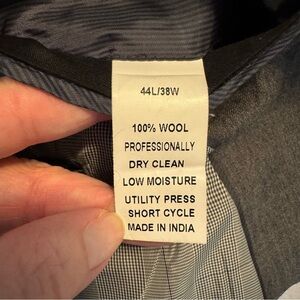 44L/38W
100% WOOL
PROFESSIONALLY
DRY CLEAN
LOW MOISTURE
UTILITY PRESS
SHORT CYCLE
MADE IN INDIA